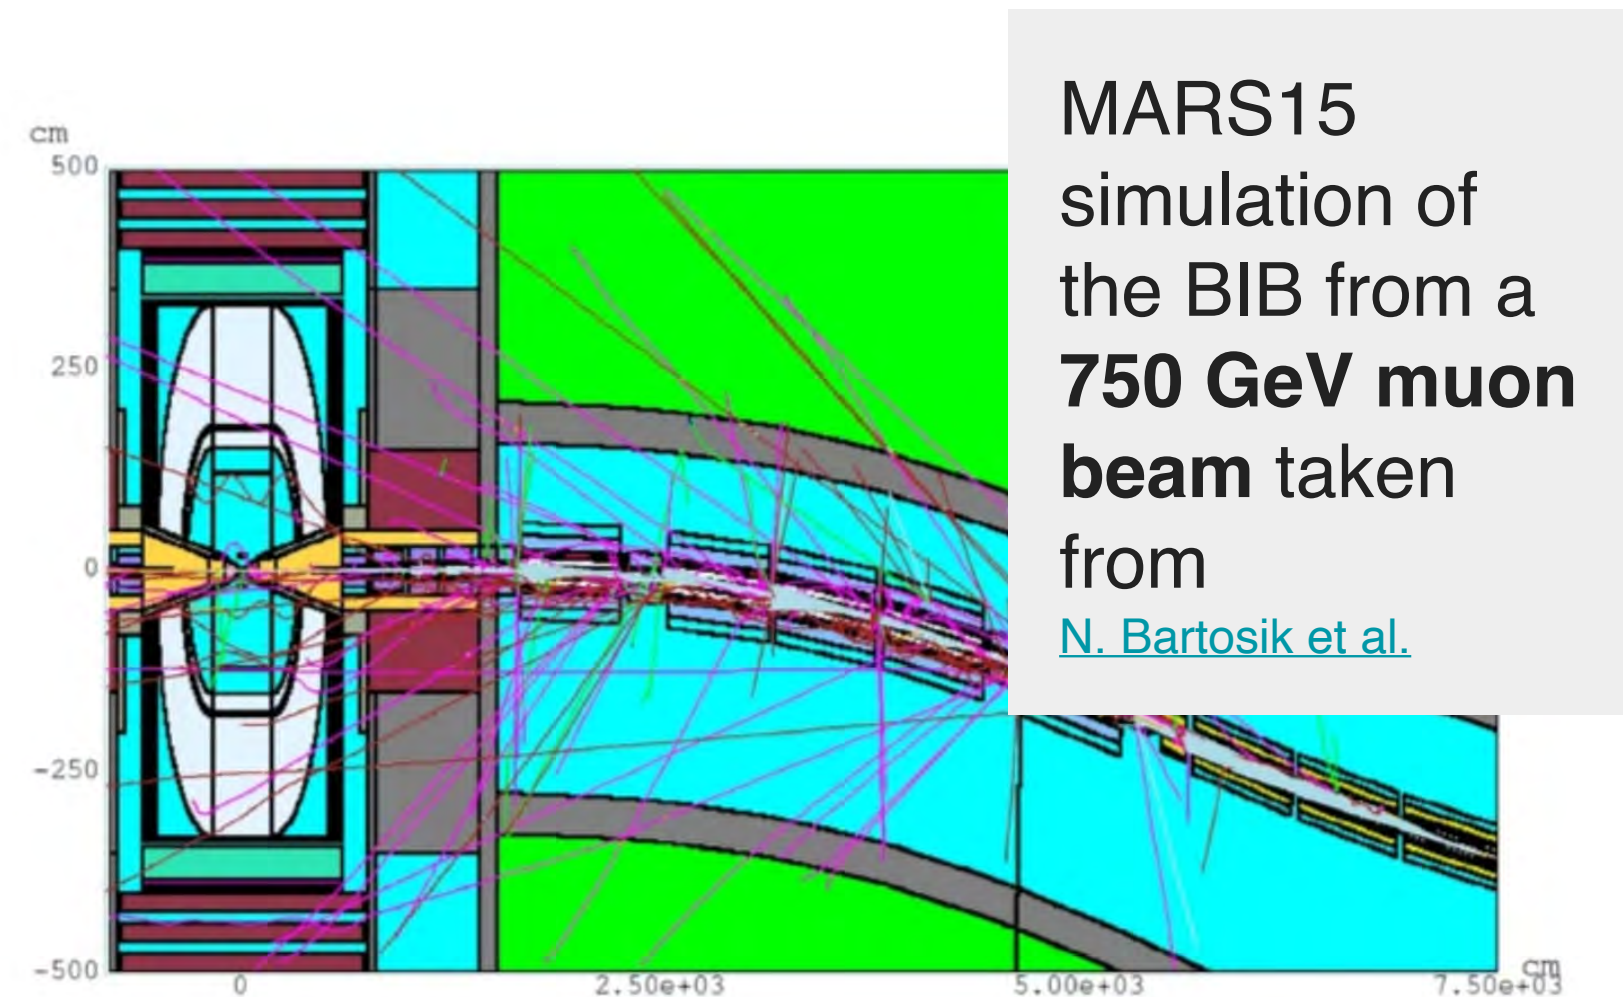 MARS15
simulation of
the BIB from a
750 GeV muon
beam taken
from
N. Bartosik et al.
cm
500
250
0
-250
-500
0 2.50e+03 5.00e+03 7.50e+03 cm